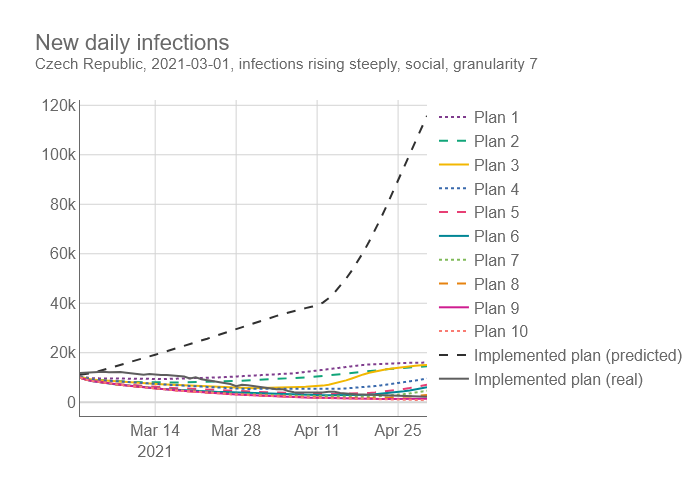 New daily infections
Czech Republic, 2021-03-01, infections rising steeply, social, granularity 7
120k
100k
80k
60k
40k
20k
0
Mar 14
2021
Mar 28
Apr 11
Apr 25
Plan 1
Plan 2
Plan 3
Plan 4
Plan 5
Plan 6
Plan 7
Plan 8
Plan 9
Plan 10
Implemented plan (predicted)
Implemented plan (real)